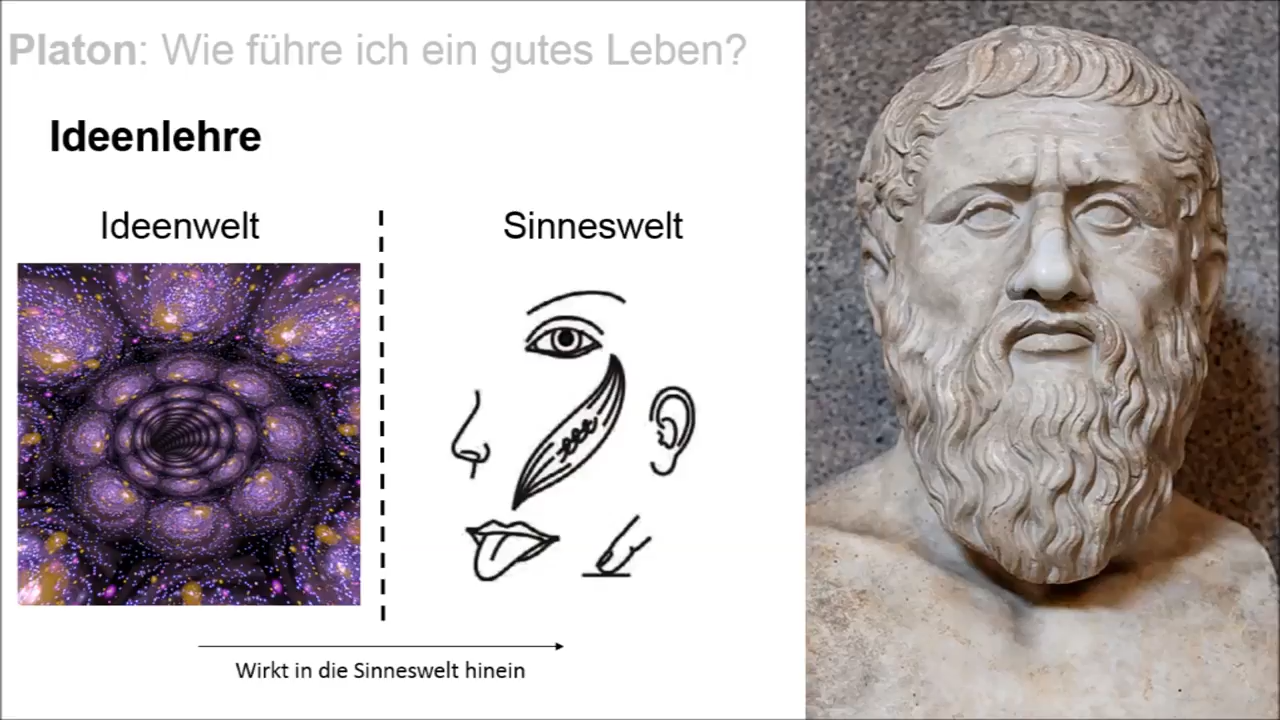 Platon: Wie führe ich ein gutes Leben?
Ideenlehre
Ideenwelt
Sinneswelt
Wirkt in die Sinneswelt hinein